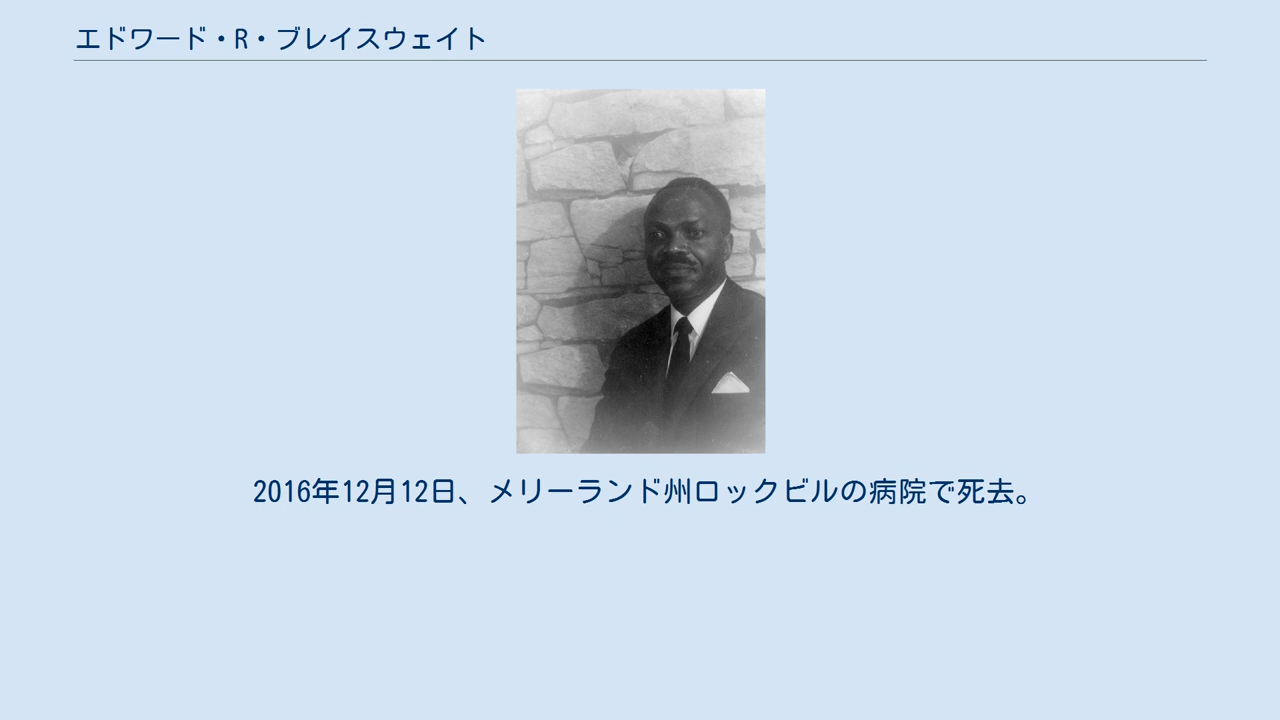 エドワード・R・ブレイスウェイト
2016年12月12日、メリーランド州ロックビルの病院で死去。